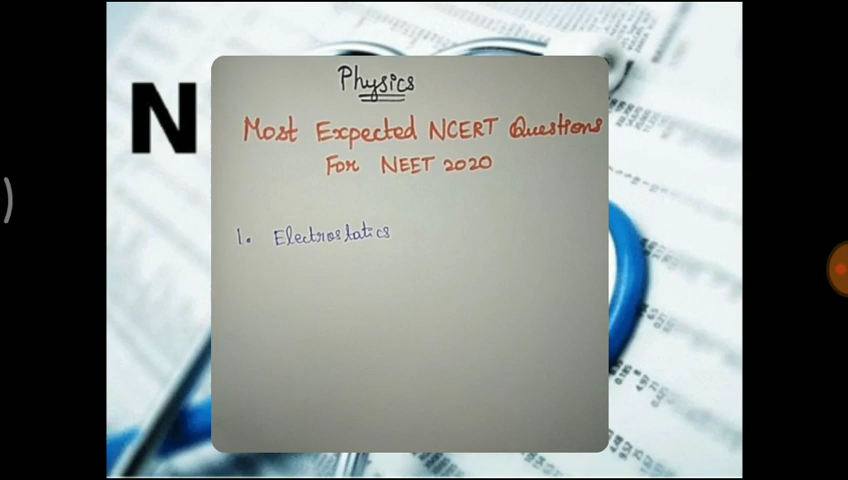 N
Physics
Most Expected NCERT Questions
For NEET 2020
1. Electrostatics